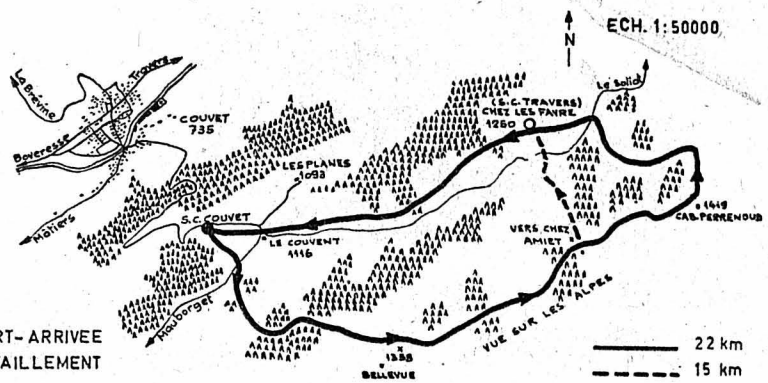 ECH. 1:50000
N
La Brévine
Travers
COUVET
735
Boveresse
Môtiers
Le Soliat
(S.C. TRAVERS)
CHEZ LES FAVRE
1260
LES PLANES
1093
S.C. COUVET
LE COUVENT
1116
Mauborget
VERS CHEZ
AMIET
1419
CAB. PERRENOUD
VUE SUR LES ALPES
1338
BELLEVUE
RT-ARRIVEE
AILLEMENT
22 km
15 km